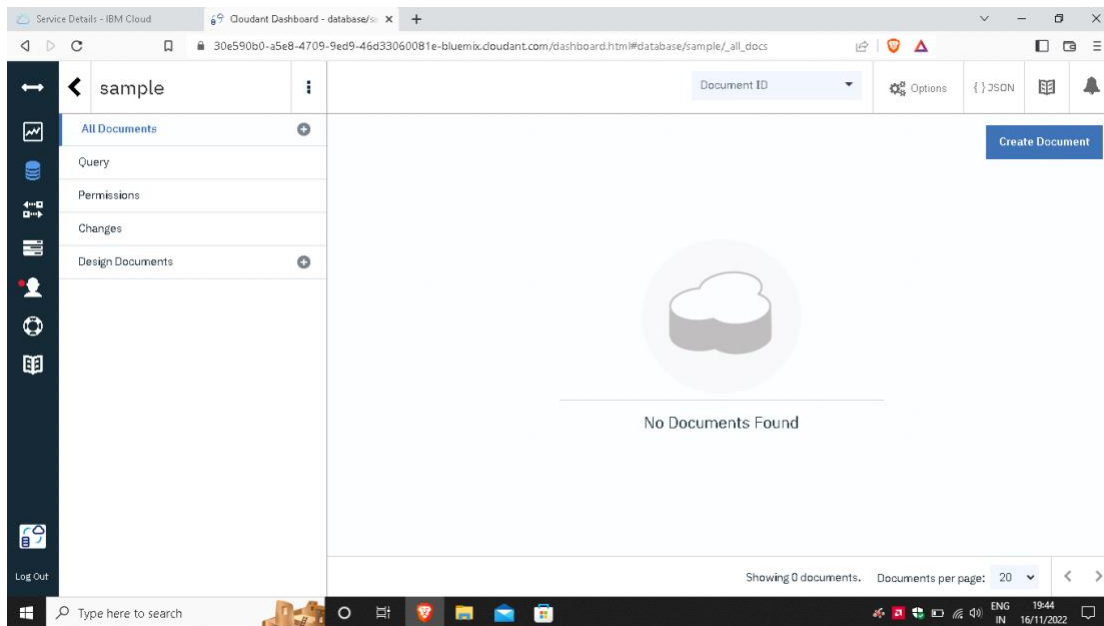 Service Details - IBM Cloud
Cloudant Dashboard - database/sa
30e590b0-a5e8-4709-9ed9-46d33060081e-bluemix.cloudant.com/dashboard.html#database/sample/_all_docs
sample
Document ID
Options
{ } JSON
All Documents
Create Document
Query
Permissions
Changes
Design Documents
No Documents Found
Showing 0 documents.
Documents per page: 20
Log Out
Type here to search
ENG
IN
19:44
16/11/2022